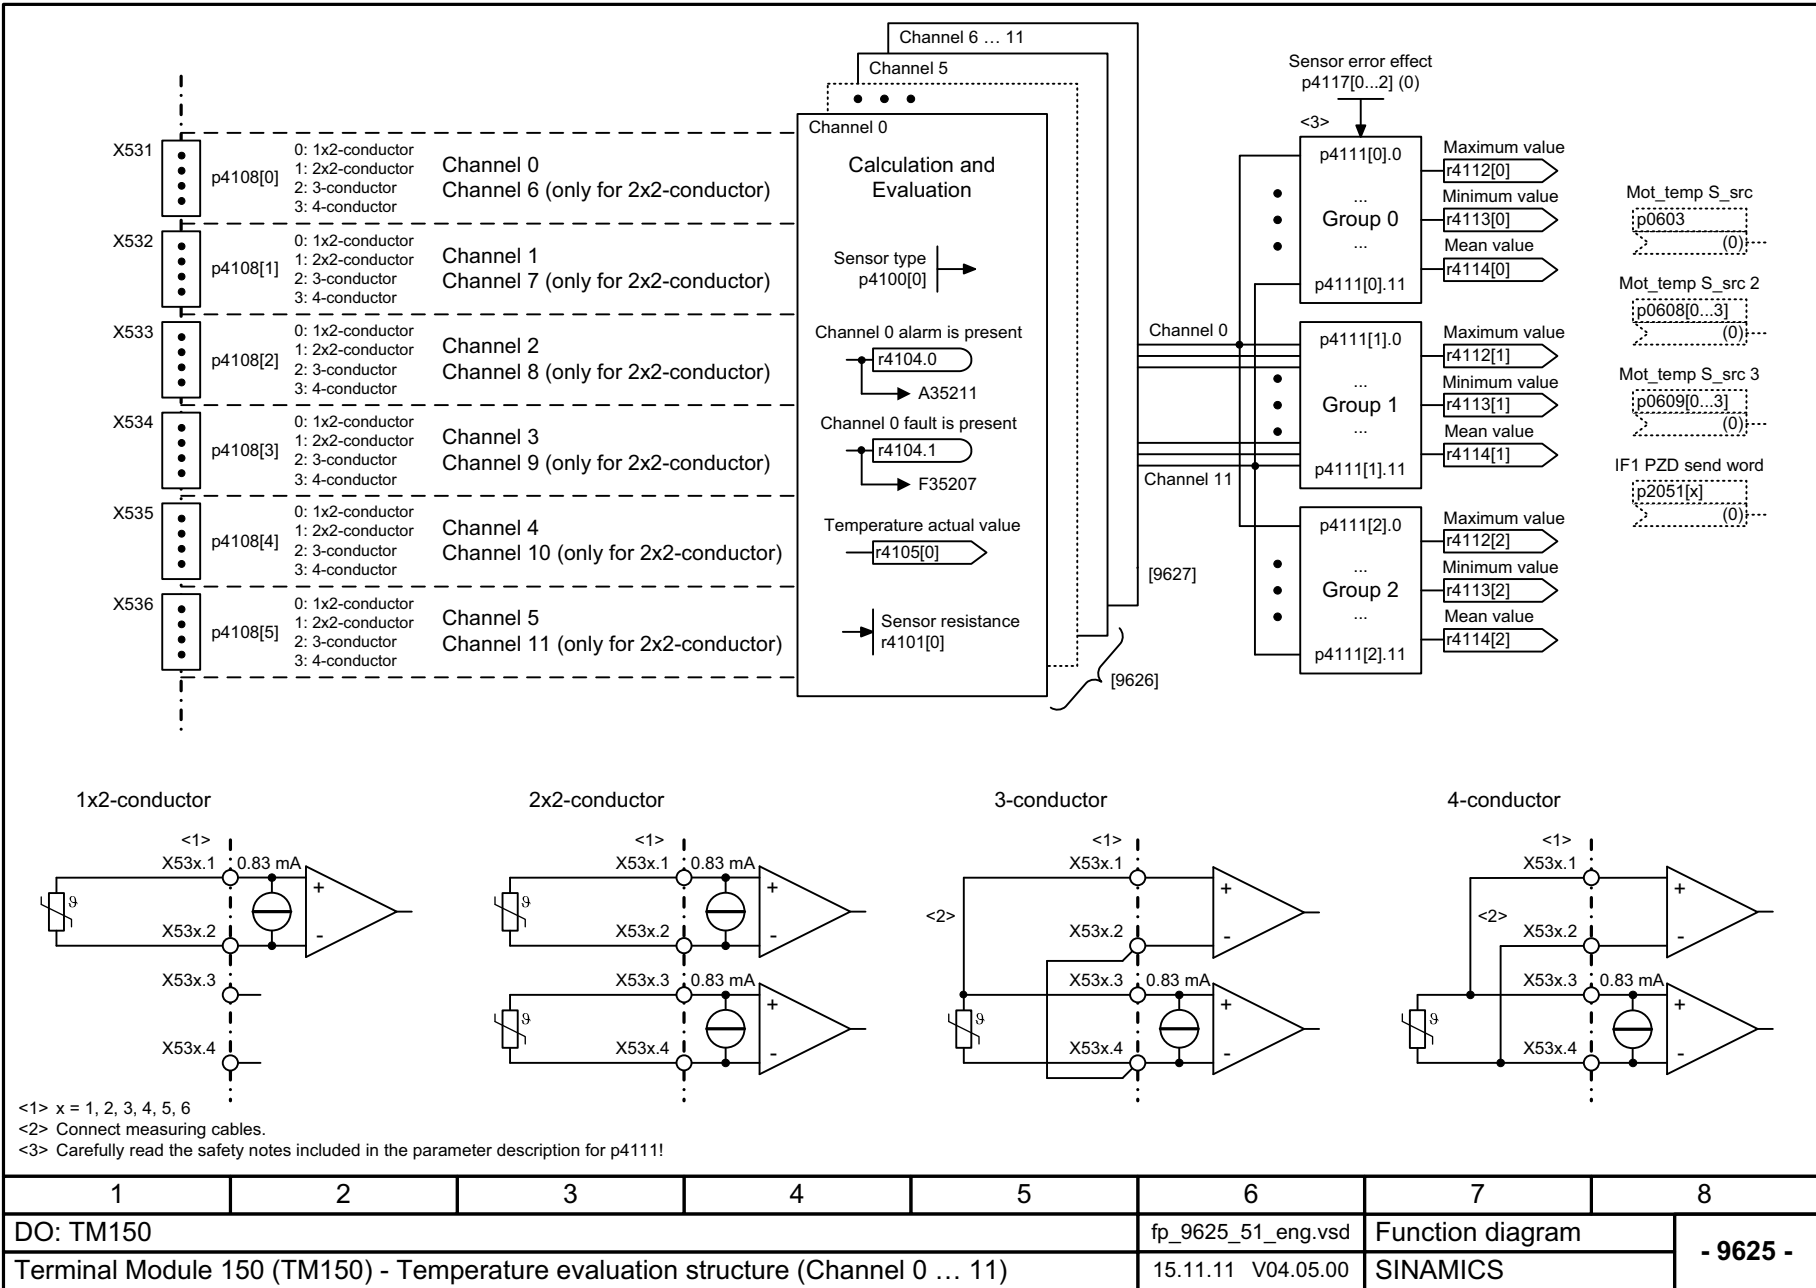 Channel 6 … 11
Channel 5
• • •
Channel 0
Calculation and
Evaluation
Sensor type
p4100[0]
Channel 0 alarm is present
r4104.0
A35211
Channel 0 fault is present
r4104.1
F35207
Temperature actual value
r4105[0]
Sensor resistance
r4101[0]
[9627]
[9626]
X531
p4108[0]
0: 1x2-conductor
1: 2x2-conductor
2: 3-conductor
3: 4-conductor
Channel 0
Channel 6 (only for 2x2-conductor)
X532
p4108[1]
0: 1x2-conductor
1: 2x2-conductor
2: 3-conductor
3: 4-conductor
Channel 1
Channel 7 (only for 2x2-conductor)
X533
p4108[2]
0: 1x2-conductor
1: 2x2-conductor
2: 3-conductor
3: 4-conductor
Channel 2
Channel 8 (only for 2x2-conductor)
X534
p4108[3]
0: 1x2-conductor
1: 2x2-conductor
2: 3-conductor
3: 4-conductor
Channel 3
Channel 9 (only for 2x2-conductor)
X535
p4108[4]
0: 1x2-conductor
1: 2x2-conductor
2: 3-conductor
3: 4-conductor
Channel 4
Channel 10 (only for 2x2-conductor)
X536
p4108[5]
0: 1x2-conductor
1: 2x2-conductor
2: 3-conductor
3: 4-conductor
Channel 5
Channel 11 (only for 2x2-conductor)
Channel 0
Channel 11
Sensor error effect
p4117[0...2] (0)
<3>
p4111[0].0
...
Group 0
...
p4111[0].11
Maximum value
r4112[0]
Minimum value
r4113[0]
Mean value
r4114[0]
p4111[1].0
...
Group 1
...
p4111[1].11
Maximum value
r4112[1]
Minimum value
r4113[1]
Mean value
r4114[1]
p4111[2].0
...
Group 2
...
p4111[2].11
Maximum value
r4112[2]
Minimum value
r4113[2]
Mean value
r4114[2]
Mot_temp S_src
p0603
(0)
Mot_temp S_src 2
p0608[0...3]
(0)
Mot_temp S_src 3
p0609[0...3]
(0)
IF1 PZD send word
p2051[x]
(0)
1x2-conductor
<1>
X53x.1
0.83 mA
+
ϑ
X53x.2
-
X53x.3
X53x.4
2x2-conductor
<1>
X53x.1
0.83 mA
+
ϑ
X53x.2
-
X53x.3
0.83 mA
+
ϑ
X53x.4
-
3-conductor
<1>
X53x.1
+
<2>
X53x.2
-
X53x.3
0.83 mA
+
ϑ
X53x.4
-
4-conductor
<1>
X53x.1
+
<2>
X53x.2
-
X53x.3
0.83 mA
+
ϑ
X53x.4
-
<1> x = 1, 2, 3, 4, 5, 6
<2> Connect measuring cables.
<3> Carefully read the safety notes included in the parameter description for p4111!
1 2 3 4 5 6 7 8
DO: TM150
fp_9625_51_eng.vsd
Function diagram
- 9625 -
Terminal Module 150 (TM150) - Temperature evaluation structure (Channel 0 … 11)
15.11.11 V04.05.00
SINAMICS